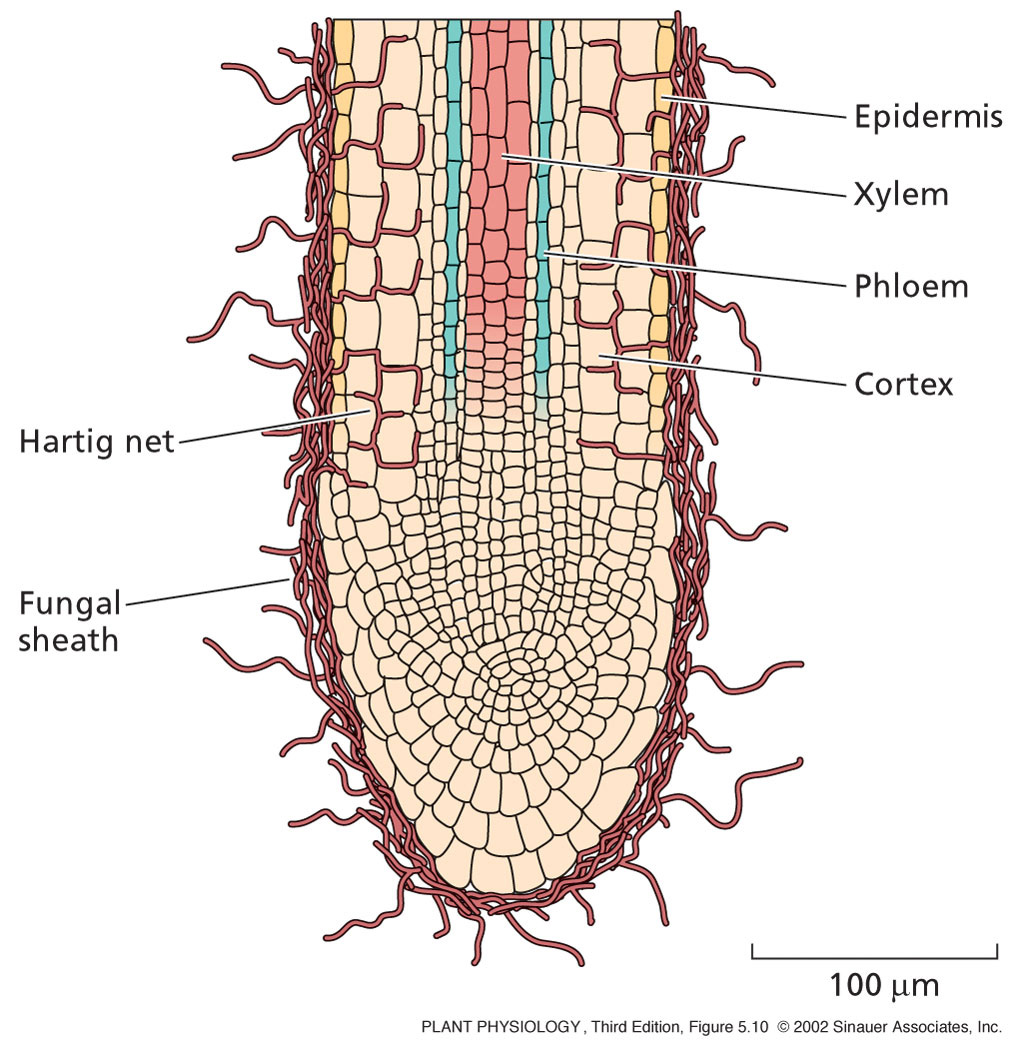 Epidermis
Xylem
Phloem
Cortex
Hartig net
Fungal
sheath
100 μm
PLANT PHYSIOLOGY, Third Edition, Figure 5.10 © 2002 Sinauer Associates, Inc.